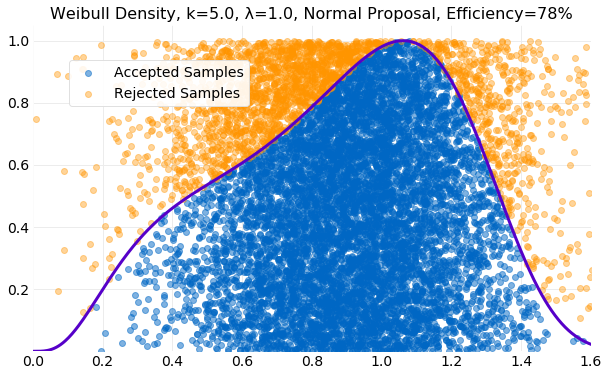 Weibull Density, k=5.0, λ=1.0, Normal Proposal, Efficiency=78%
1.0
0.8
0.6
0.4
0.2
Accepted Samples
Rejected Samples
0.0 0.2 0.4 0.6 0.8 1.0 1.2 1.4 1.6